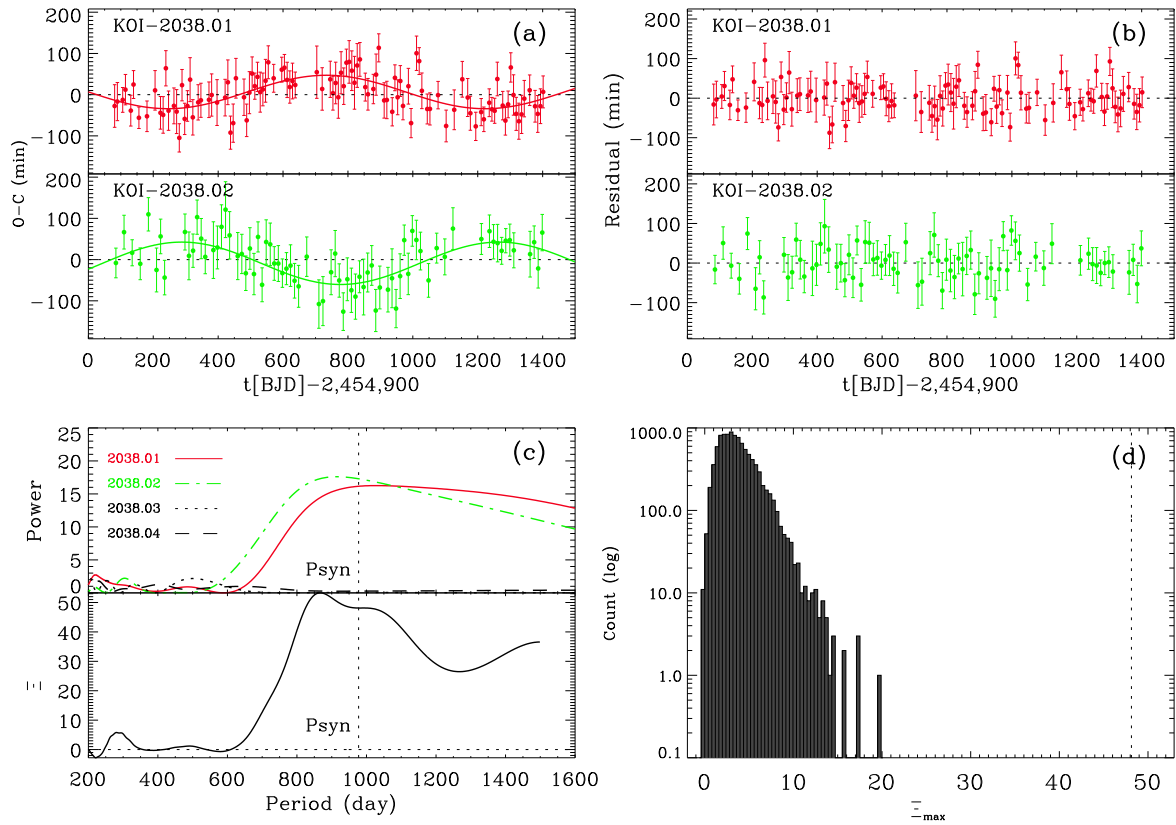 KOI-2038.01
(a)
200
100
0
-100
KOI-2038.02
200
100
0
-100
O-C (min)
0 200 400 600 800 1000 1200 1400
t[BJD]-2,454,900
KOI-2038.01
(b)
200
100
0
-100
KOI-2038.02
200
100
0
-100
Residual (min)
0 200 400 600 800 1000 1200 1400
t[BJD]-2,454,900
(c)
25
20
15
10
5
0
Power
2038.01
2038.02
2038.03
2038.04
Psyn
50
40
30
20
10
0
Ξ
Psyn
200 400 600 800 1000 1200 1400 1600
Period (day)
(d)
1000.0
100.0
10.0
1.0
0.1
Count (log)
0 10 20 30 40 50
Ξmax